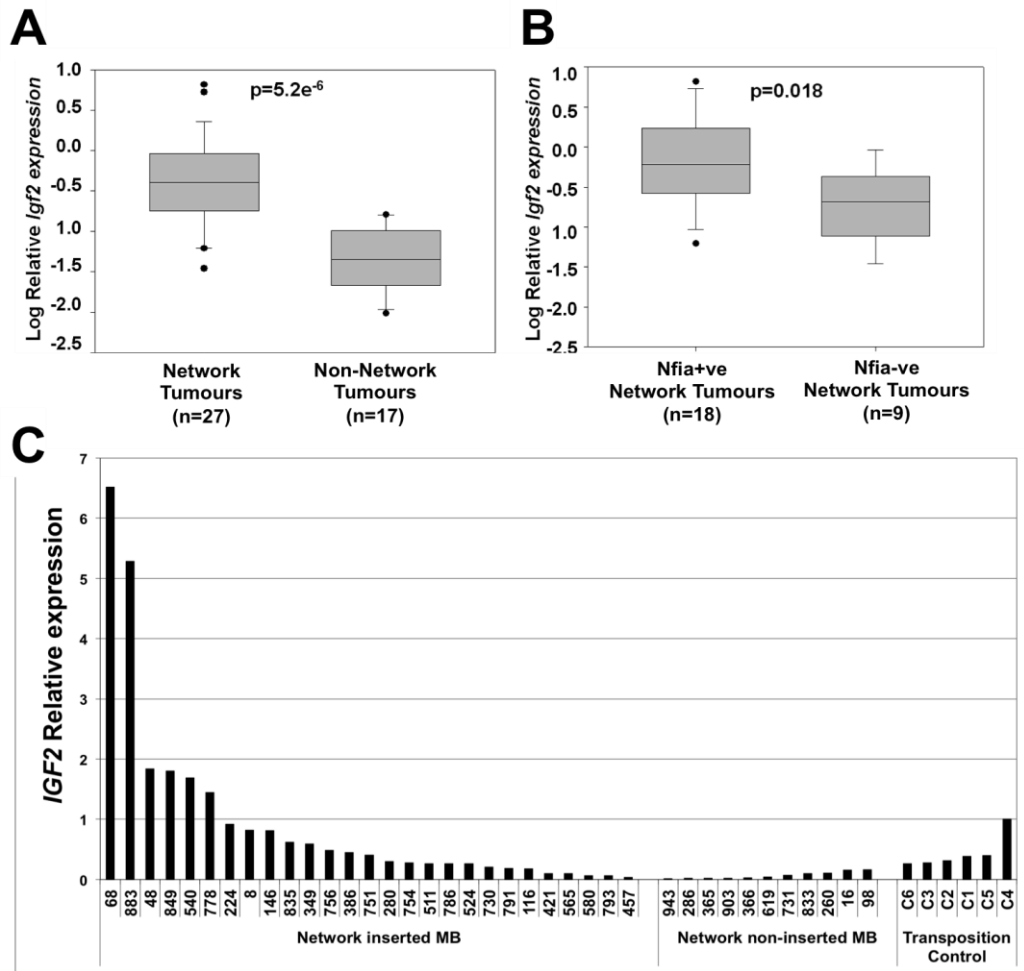 A
Log Relative Igf2 expression
1.0
0.5
0.0
-0.5
1.0
-1.5
-2.0
-2.5
p=5.2e-6
Network
Tumours
(n=27)
Non-Network
Tumours
(n=17)
B
Log Relative Igf2 expression
1.0
0.5
0.0
-0.5
1.0
-1.5
-2.0
-2.5
p=0.018
Nfia+ve
Network Tumours
(n=18)
Nfia-ve
Network Tumours
(n=9)
C
IGF2 Relative expression
7
6
5
4
3
2
1
0
68 883 48 849 540 778 224 8 146 835 349 756 386 751 280 754 511 786 524 730 791 116 421 565 580 793 457
943 286 365 903 366 619 731 833 260 16 98
C6 C3 C2 C1 C5 C4
Network inserted MB
Network non-inserted MB
Transposition
Control